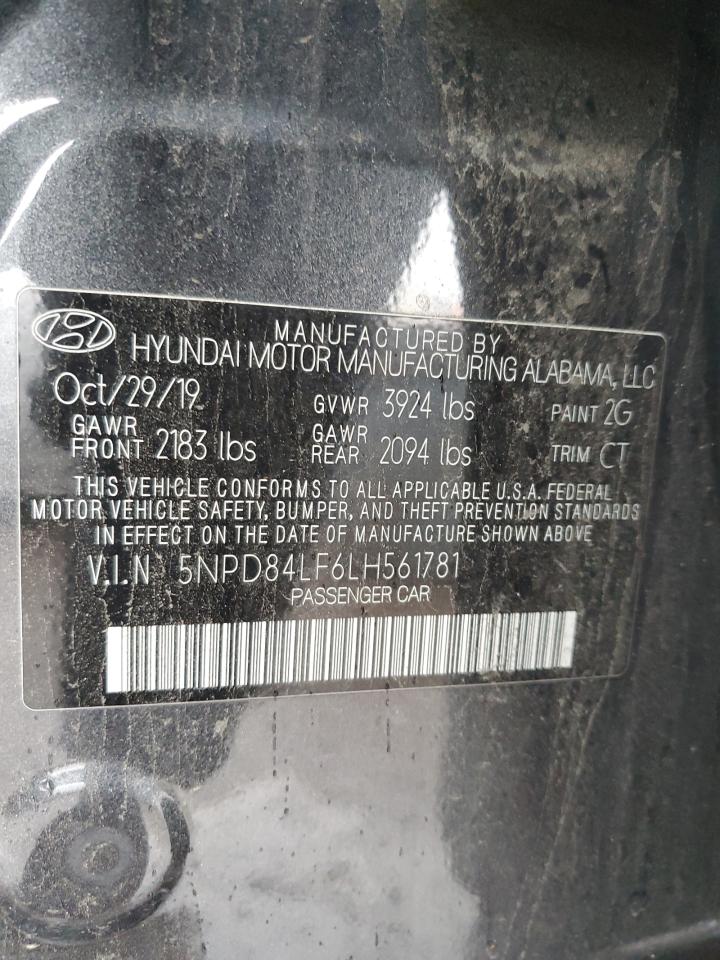 MANUFACTURED BY
HYUNDAI MOTOR MANUFACTURING ALABAMA, LLC
Oct/29/19 GVWR 3924 lbs PAINT 2G
GAWR FRONT 2183 lbs GAWR REAR 2094 lbs TRIM CT
THIS VEHICLE CONFORMS TO ALL APPLICABLE U.S.A. FEDERAL
MOTOR VEHICLE SAFETY, BUMPER, AND THEFT PREVENTION STANDARDS
IN EFFECT ON THE DATE OF MANUFACTURE SHOWN ABOVE
V.I.N 5NPD84LF6LH561781
PASSENGER CAR